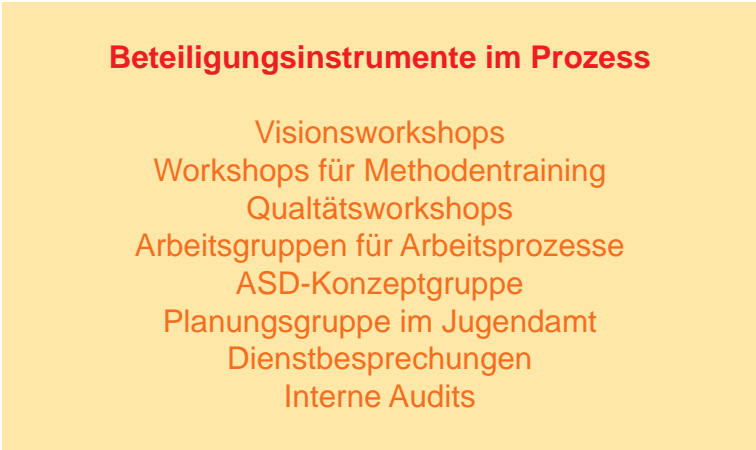 Beteiligungsinstrumente im Prozess
Visionsworkshops
Workshops für Methodentraining
Qualtätsworkshops
Arbeitsgruppen für Arbeitsprozesse
ASD-Konzeptgruppe
Planungsgruppe im Jugendamt
Dienstbesprechungen
Interne Audits